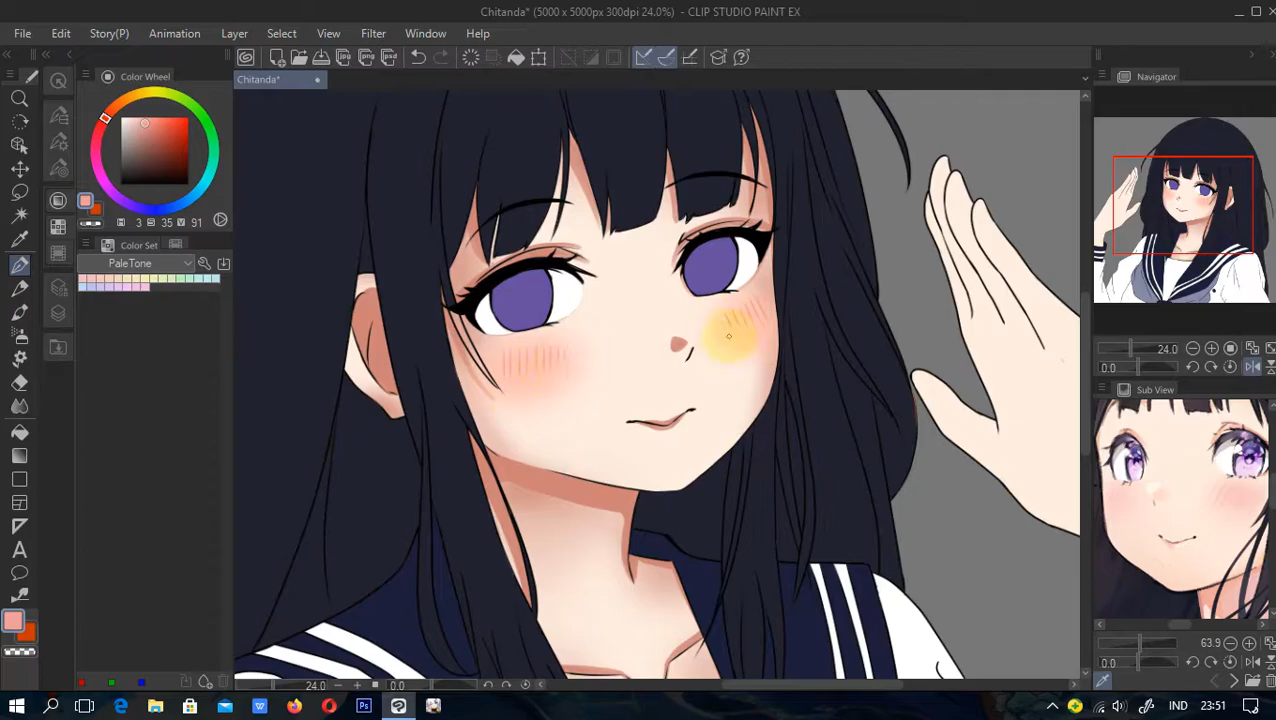 Chitanda* (5000 x 5000px 300dpi 24.0%) - CLIP STUDIO PAINT EX
File Edit Story(P) Animation Layer Select View Filter Window Help
Color Wheel
Chitanda*
Navigator
H 3 S 35 V 91
Color Set
PaleTone
24.0
0.0
Sub View
63.9
0.0
24.0 0.0
IND 23:51